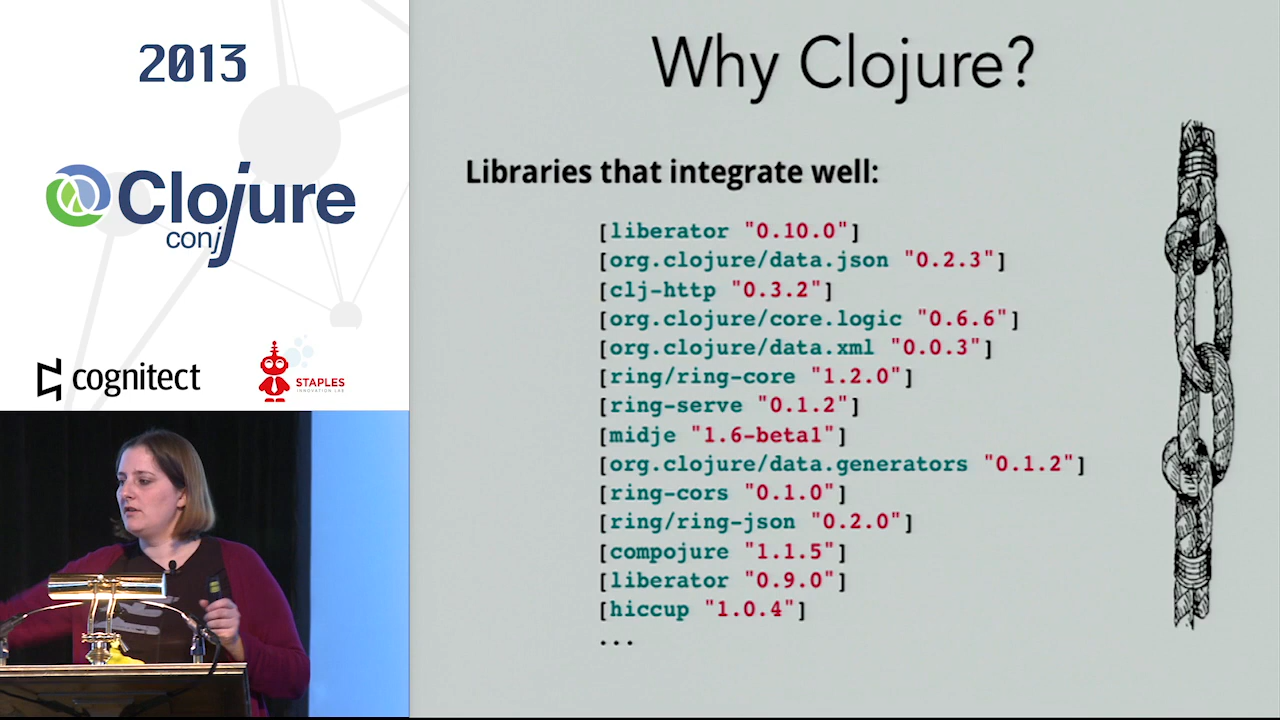 2013
Clojure
conj
cognitect
STAPLES
INNOVATION LAB
Why Clojure?
Libraries that integrate well:
[liberator "0.10.0"]
[org.clojure/data.json "0.2.3"]
[clj-http "0.3.2"]
[org.clojure/core.logic "0.6.6"]
[org.clojure/data.xml "0.0.3"]
[ring/ring-core "1.2.0"]
[ring-serve "0.1.2"]
[midje "1.6-beta1"]
[org.clojure/data.generators "0.1.2"]
[ring-cors "0.1.0"]
[ring/ring-json "0.2.0"]
[compojure "1.1.5"]
[liberator "0.9.0"]
[hiccup "1.0.4"]
...